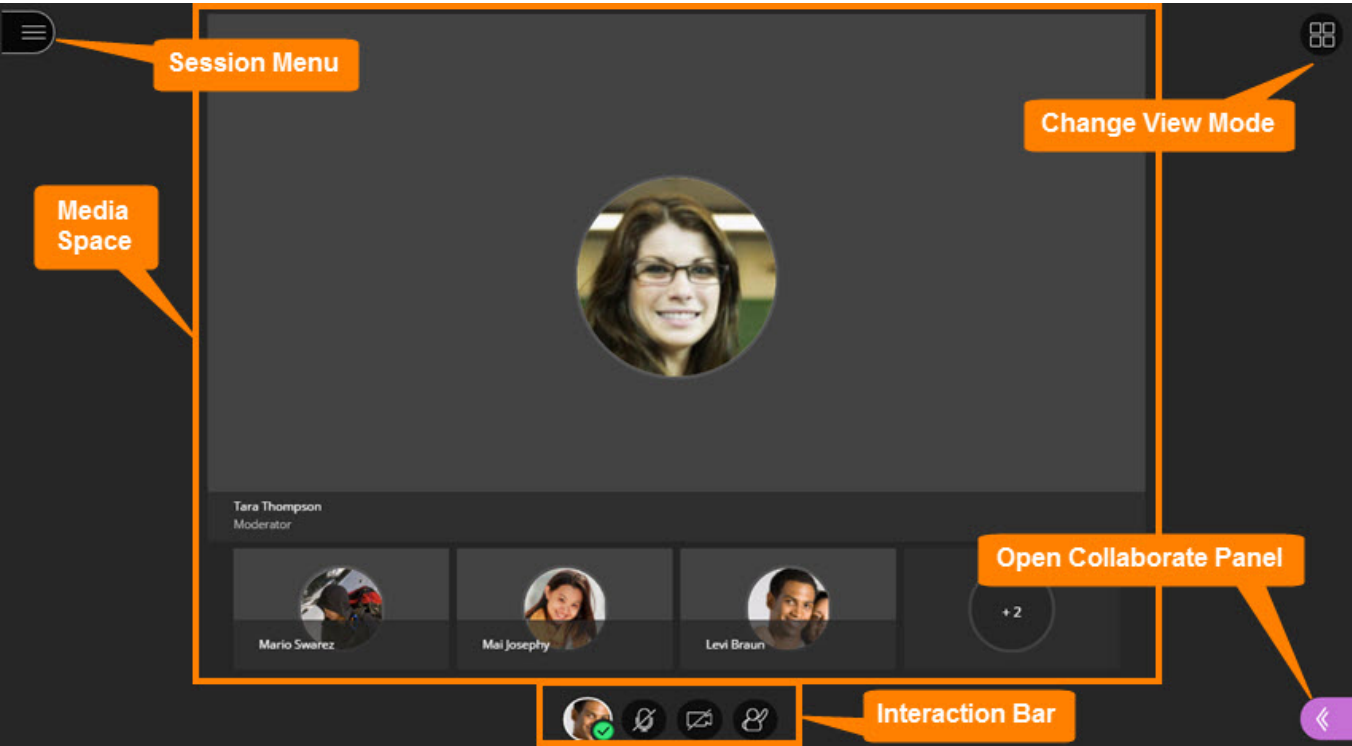 Session Menu
Change View Mode
Media
Space
Tara Thompson
Moderator
Open Collaborate Panel
+2
Mario Swarez
Mai Josephy
Levi Braun
Interaction Bar